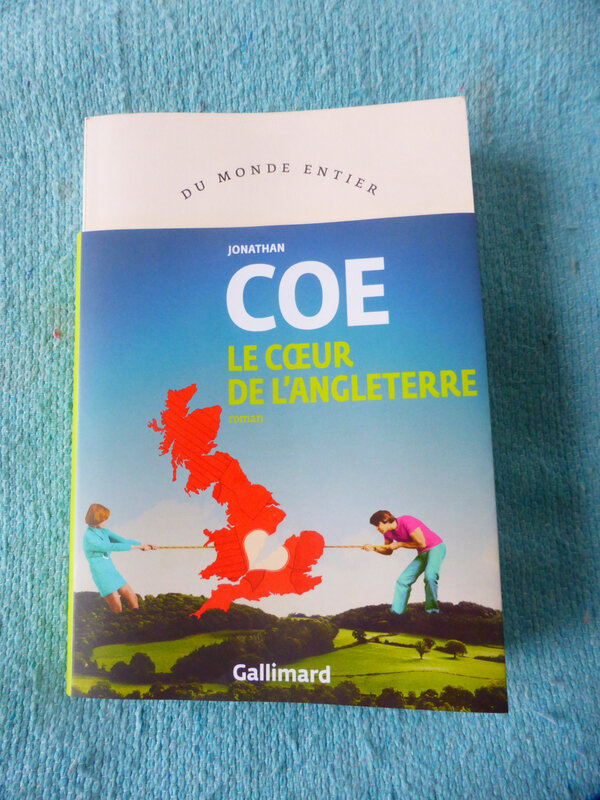 DU MONDE ENTIER
JONATHAN
COE
LE CŒUR
DE L'ANGLETERRE
roman
Gallimard